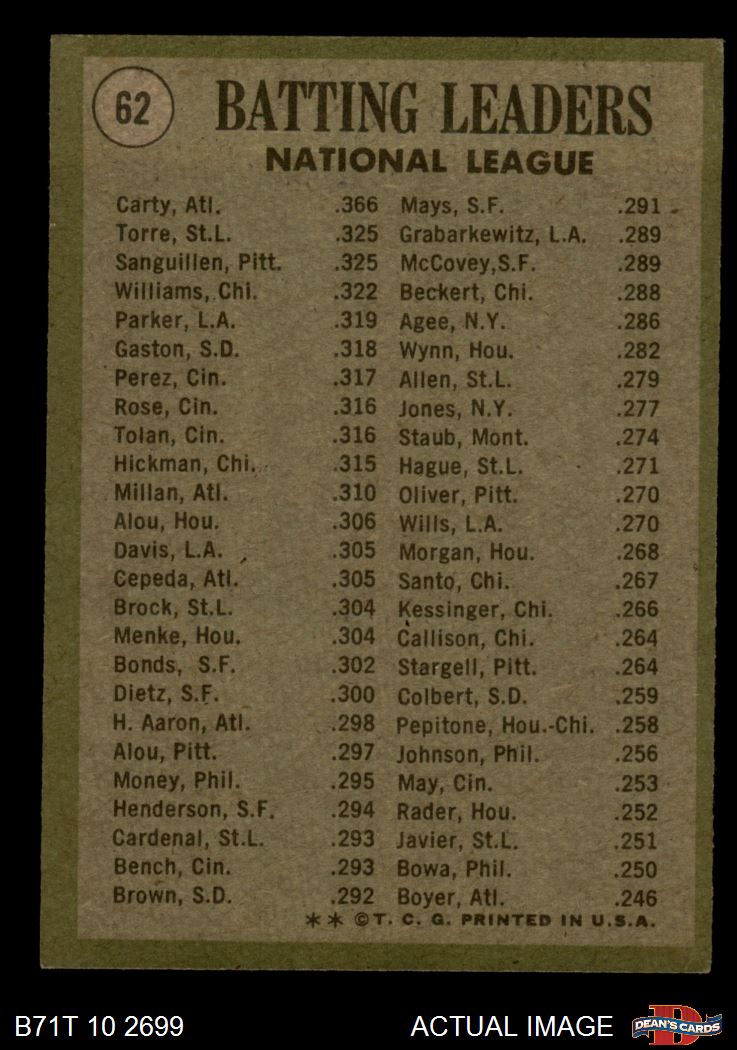 62
BATTING LEADERS
NATIONAL LEAGUE
Carty, Atl. .366
Torre, St.L. .325
Sanguillen, Pitt. .325
Williams, Chi. .322
Parker, L.A. .319
Gaston, S.D. .318
Perez, Cin. .317
Rose, Cin. .316
Tolan, Cin. .316
Hickman, Chi. .315
Millan, Atl. .310
Alou, Hou. .306
Davis, L.A. .305
Cepeda, Atl. .305
Brock, St.L. .304
Menke, Hou. .304
Bonds, S.F. .302
Dietz, S.F. .300
H. Aaron, Atl. .298
Alou, Pitt. .297
Money, Phil. .295
Henderson, S.F. .294
Cardenal, St.L. .293
Bench, Cin. .293
Brown, S.D. .292
Mays, S.F. .291
Grabarkewitz, L.A. .289
McCovey,S.F. .289
Beckert, Chi. .288
Agee, N.Y. .286
Wynn, Hou. .282
Allen, St.L. .279
Jones, N.Y. .277
Staub, Mont. .274
Hague, St.L. .271
Oliver, Pitt. .270
Wills, L.A. .270
Morgan, Hou. .268
Santo, Chi. .267
Kessinger, Chi. .266
Callison, Chi. .264
Stargell, Pitt. .264
Colbert, S.D. .259
Pepitone, Hou.-Chi. .258
Johnson, Phil. .256
May, Cin. .253
Rader, Hou. .252
Javier, St.L. .251
Bowa, Phil. .250
Boyer, Atl. .246
** ©T. C. G. PRINTED IN U.S.A.
B71T 10 2699 ACTUAL IMAGE
D
DEAN'S CARDS